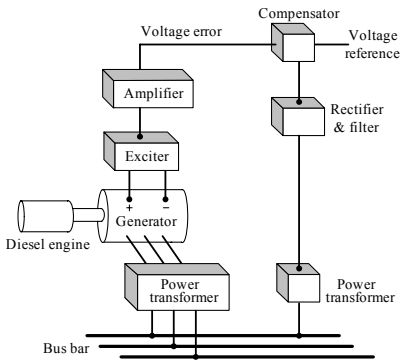 Compensator
Voltage error
Voltage
reference
Amplifier
Rectifier
& filter
Exciter
+ −
Generator
Diesel engine
Power
transformer
Power
transformer
Bus bar